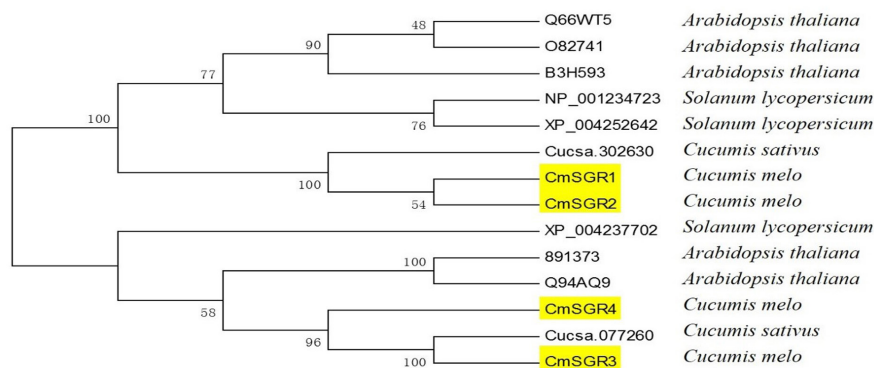 48 Q66WT5 Arabidopsis thaliana
90 O82741 Arabidopsis thaliana
77 B3H593 Arabidopsis thaliana
NP_001234723 Solanum lycopersicum
100 76 XP_004252642 Solanum lycopersicum
Cucsa.302630 Cucumis sativus
100 CmSGR1 Cucumis melo
54 CmSGR2 Cucumis melo
XP_004237702 Solanum lycopersicum
100 891373 Arabidopsis thaliana
Q94AQ9 Arabidopsis thaliana
58 CmSGR4 Cucumis melo
96 Cucsa.077260 Cucumis sativus
100 CmSGR3 Cucumis melo